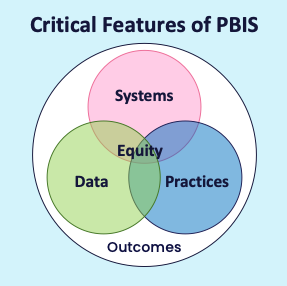 Critical Features of PBIS
Systems
Equity
Data
Practices
Outcomes